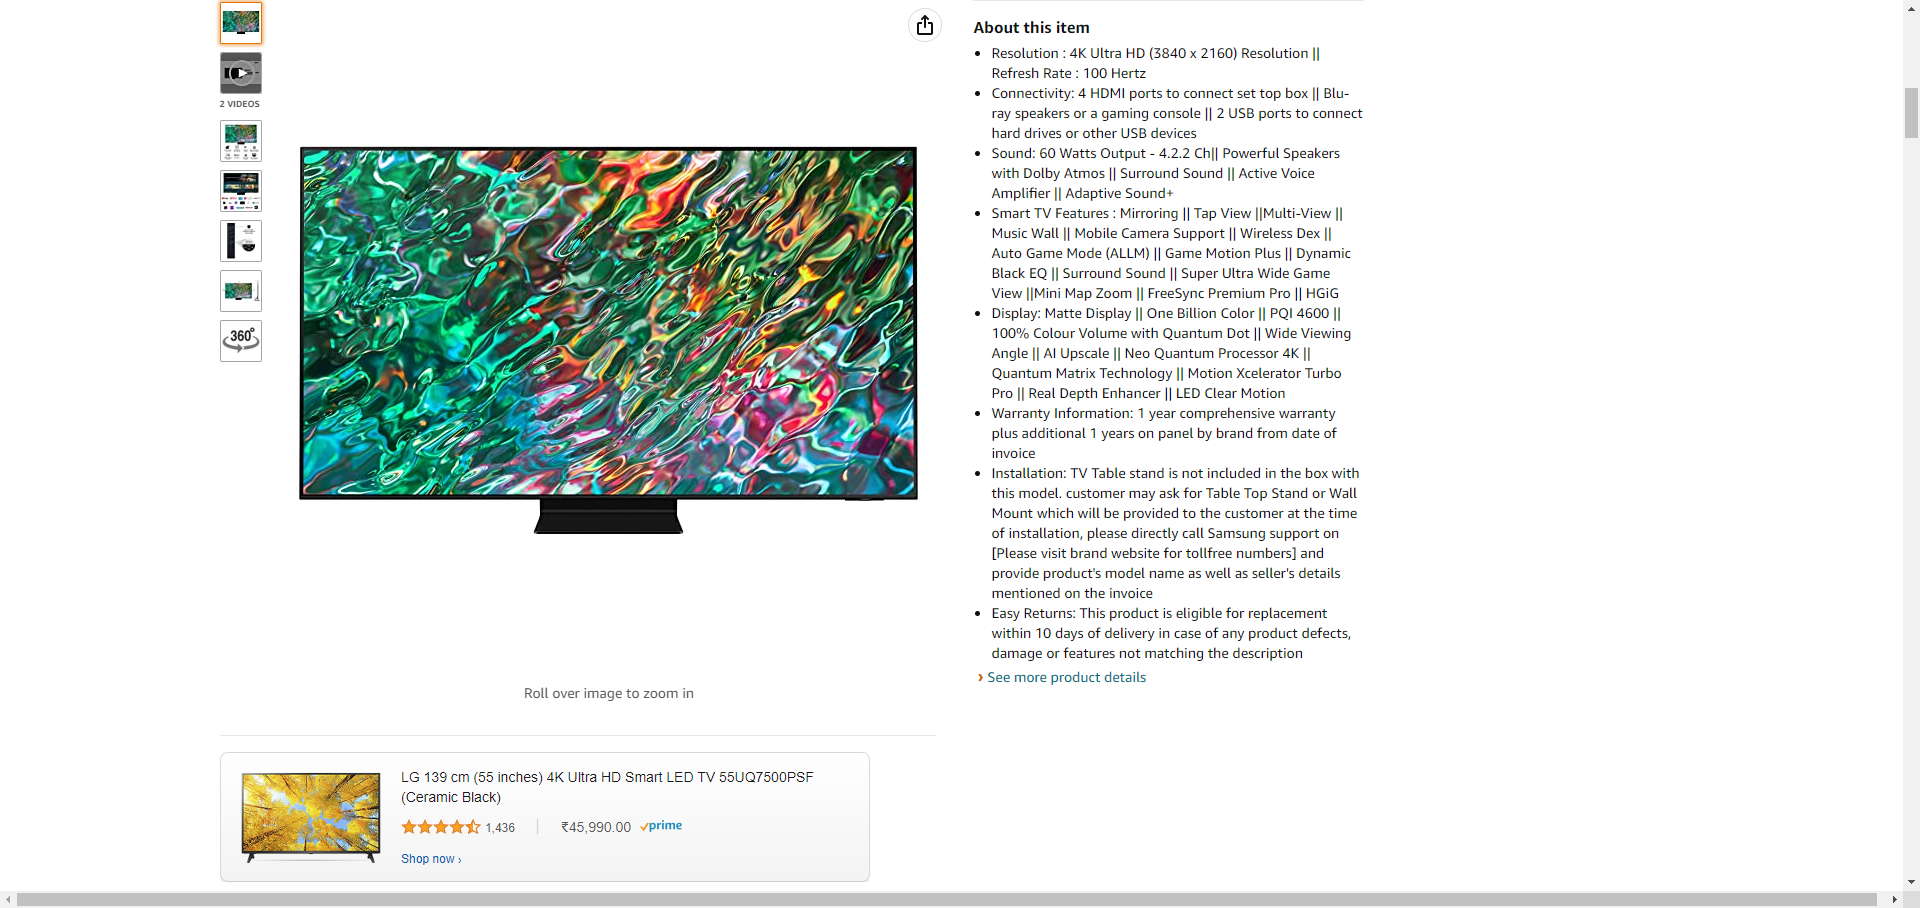 2 VIDEOS
360°
Roll over image to zoom in
About this item
Resolution : 4K Ultra HD (3840 x 2160) Resolution ||
Refresh Rate : 100 Hertz
Connectivity: 4 HDMI ports to connect set top box || Blu-
ray speakers or a gaming console || 2 USB ports to connect
hard drives or other USB devices
Sound: 60 Watts Output - 4.2.2 Ch|| Powerful Speakers
with Dolby Atmos || Surround Sound || Active Voice
Amplifier || Adaptive Sound+
Smart TV Features : Mirroring || Tap View ||Multi-View ||
Music Wall || Mobile Camera Support || Wireless Dex ||
Auto Game Mode (ALLM) || Game Motion Plus || Dynamic
Black EQ || Surround Sound || Super Ultra Wide Game
View ||Mini Map Zoom || FreeSync Premium Pro || HGiG
Display: Matte Display || One Billion Color || PQI 4600 ||
100% Colour Volume with Quantum Dot || Wide Viewing
Angle || AI Upscale || Neo Quantum Processor 4K ||
Quantum Matrix Technology || Motion Xcelerator Turbo
Pro || Real Depth Enhancer || LED Clear Motion
Warranty Information: 1 year comprehensive warranty
plus additional 1 years on panel by brand from date of
invoice
Installation: TV Table stand is not included in the box with
this model. customer may ask for Table Top Stand or Wall
Mount which will be provided to the customer at the time
of installation, please directly call Samsung support on
[Please visit brand website for tollfree numbers] and
provide product's model name as well as seller's details
mentioned on the invoice
Easy Returns: This product is eligible for replacement
within 10 days of delivery in case of any product defects,
damage or features not matching the description
› See more product details
LG 139 cm (55 inches) 4K Ultra HD Smart LED TV 55UQ7500PSF
(Ceramic Black)
1,436 ₹45,990.00 prime
Shop now ›